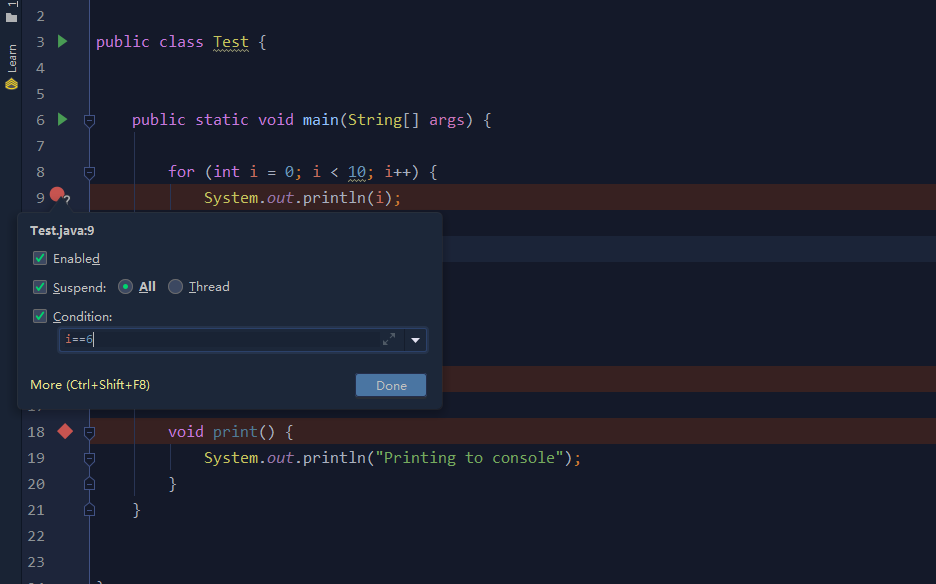 1
Learn
2
3 public class Test {
4
5
6 public static void main(String[] args) {
7
8 for (int i = 0; i < 10; i++) {
9 ? System.out.println(i);
Test.java:9
Enabled
Suspend: All Thread
Condition:
i==6
More (Ctrl+Shift+F8) Done
18 void print() {
19 System.out.println("Printing to console");
20 }
21 }
22
23